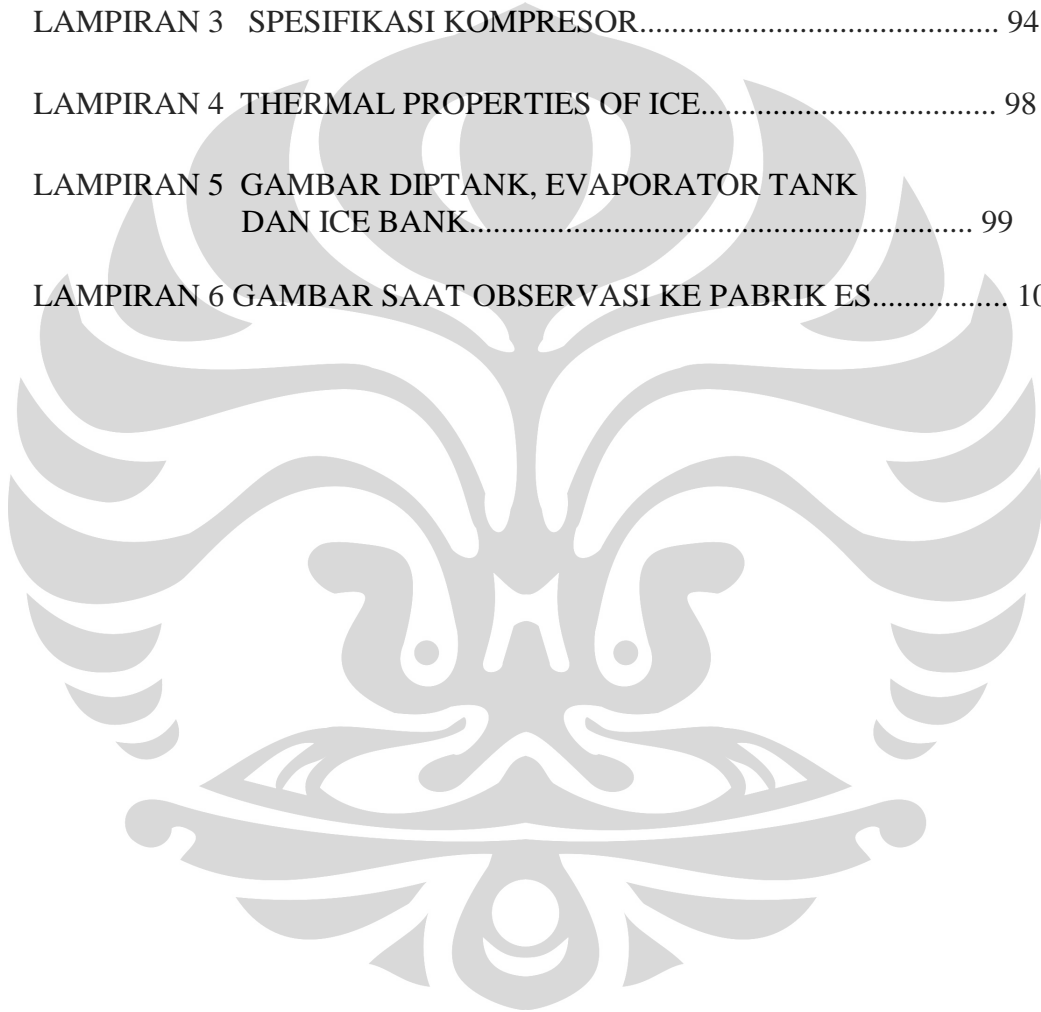 LAMPIRAN 3 SPESIFIKASI KOMPRESOR............................................ 94
LAMPIRAN 4 THERMAL PROPERTIES OF ICE.................................... 98
LAMPIRAN 5 GAMBAR DIPTANK, EVAPORATOR TANK
DAN ICE BANK.............................................................. 99
LAMPIRAN 6 GAMBAR SAAT OBSERVASI KE PABRIK ES.................